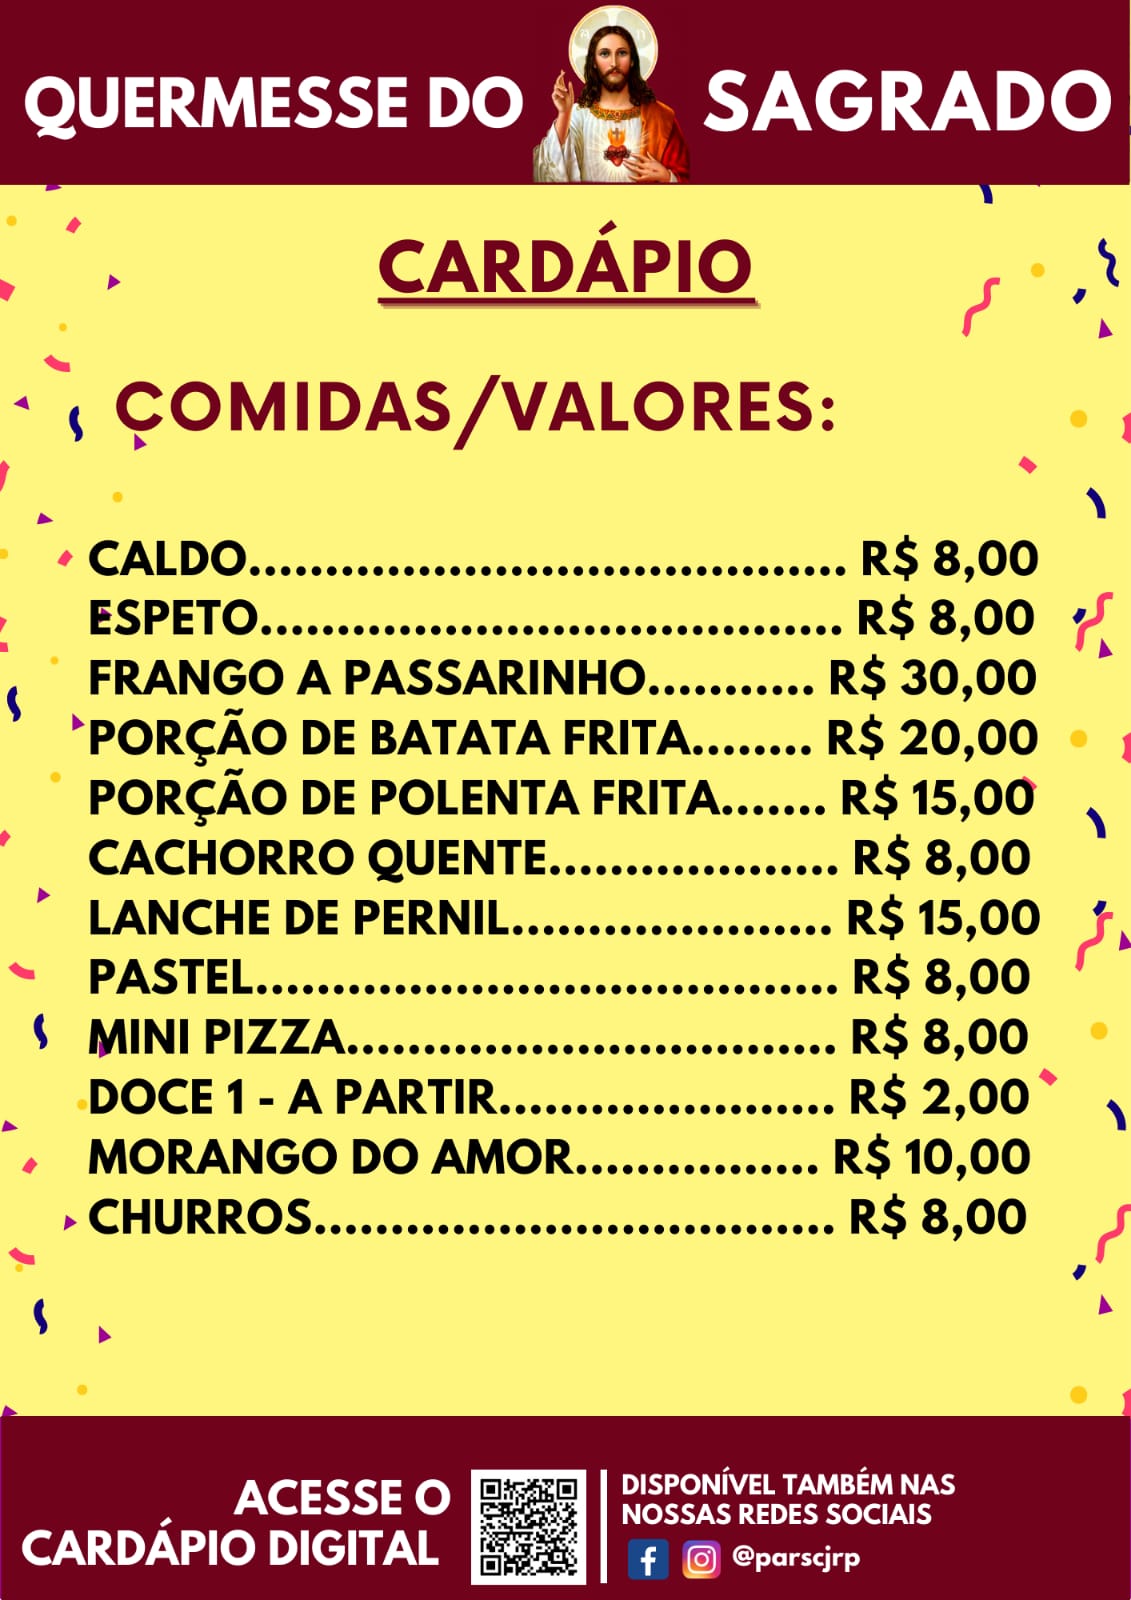 QUERMESSE DO SAGRADO
CARDÁPIO
COMIDAS/VALORES:
CALDO....................................... R$ 8,00
ESPETO...................................... R$ 8,00
FRANGO A PASSARINHO........... R$ 30,00
PORÇÃO DE BATATA FRITA........ R$ 20,00
PORÇÃO DE POLENTA FRITA....... R$ 15,00
CACHORRO QUENTE................... R$ 8,00
LANCHE DE PERNIL..................... R$ 15,00
PASTEL...................................... R$ 8,00
MINI PIZZA................................ R$ 8,00
DOCE 1 - A PARTIR...................... R$ 2,00
MORANGO DO AMOR................ R$ 10,00
CHURROS.................................. R$ 8,00
ACESSE O
CARDÁPIO DIGITAL
DISPONÍVEL TAMBÉM NAS
NOSSAS REDES SOCIAIS
@parscjrp